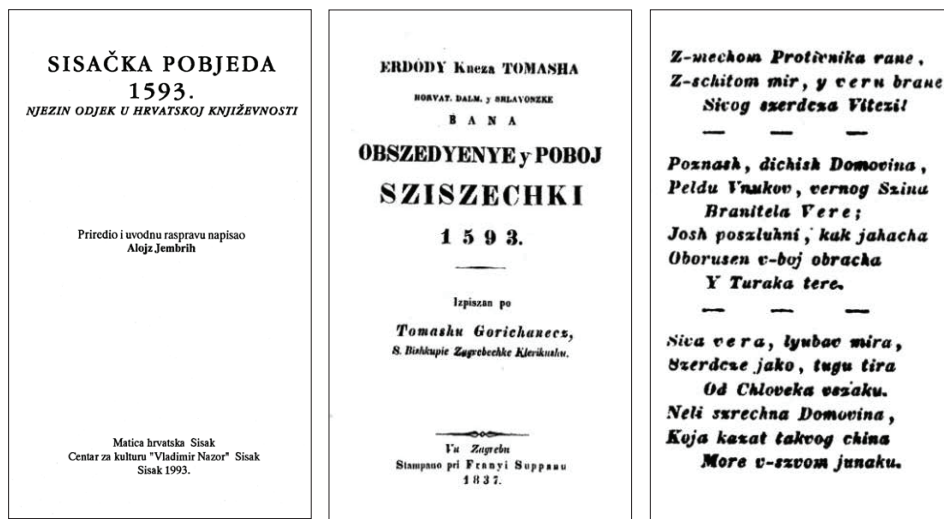 SISAČKA POBJEDA
1593.
NJEZIN ODJEK U HRVATSKOJ KNJIŽEVNOSTI
Priredio i uvodnu raspravu napisao
Alojz Jembrih
Matica hrvatska Sisak
Centar za kulturu "Vladimir Nazor" Sisak
Sisak 1993.
ERDÖDY Kneza TOMASHA
HORVAT. DALM. y SHLAVONZKE
BANA
OBSZEDYENYE y POBOJ
SZISZECHKI
1593.
Izpiszan po
Tomashu Gorichanecz,
S. Bishkupie Zagrebechke Klerikushu.
Vu Zagrebu
Stampano pri Franyi Suppanu
1837.
Z-mechom Protivnika rane,
Z-schitom mir, y veru brane
Sivog szerdcza Vitezi!
Poznash, dichish Domovina,
Peldu Vnukov, vernog Szinu
Branitela Vere;
Josh poszluhni, kak jahacha
Oborusen v-boj obracha
Y Turaka tere.
Siva vera, lyubav mira,
Szerdcze jako, tugu tira
Od Chloveka vszaku.
Neli szrechna Domovina,
Koja kazat takvog china
More v-szvom junaku.